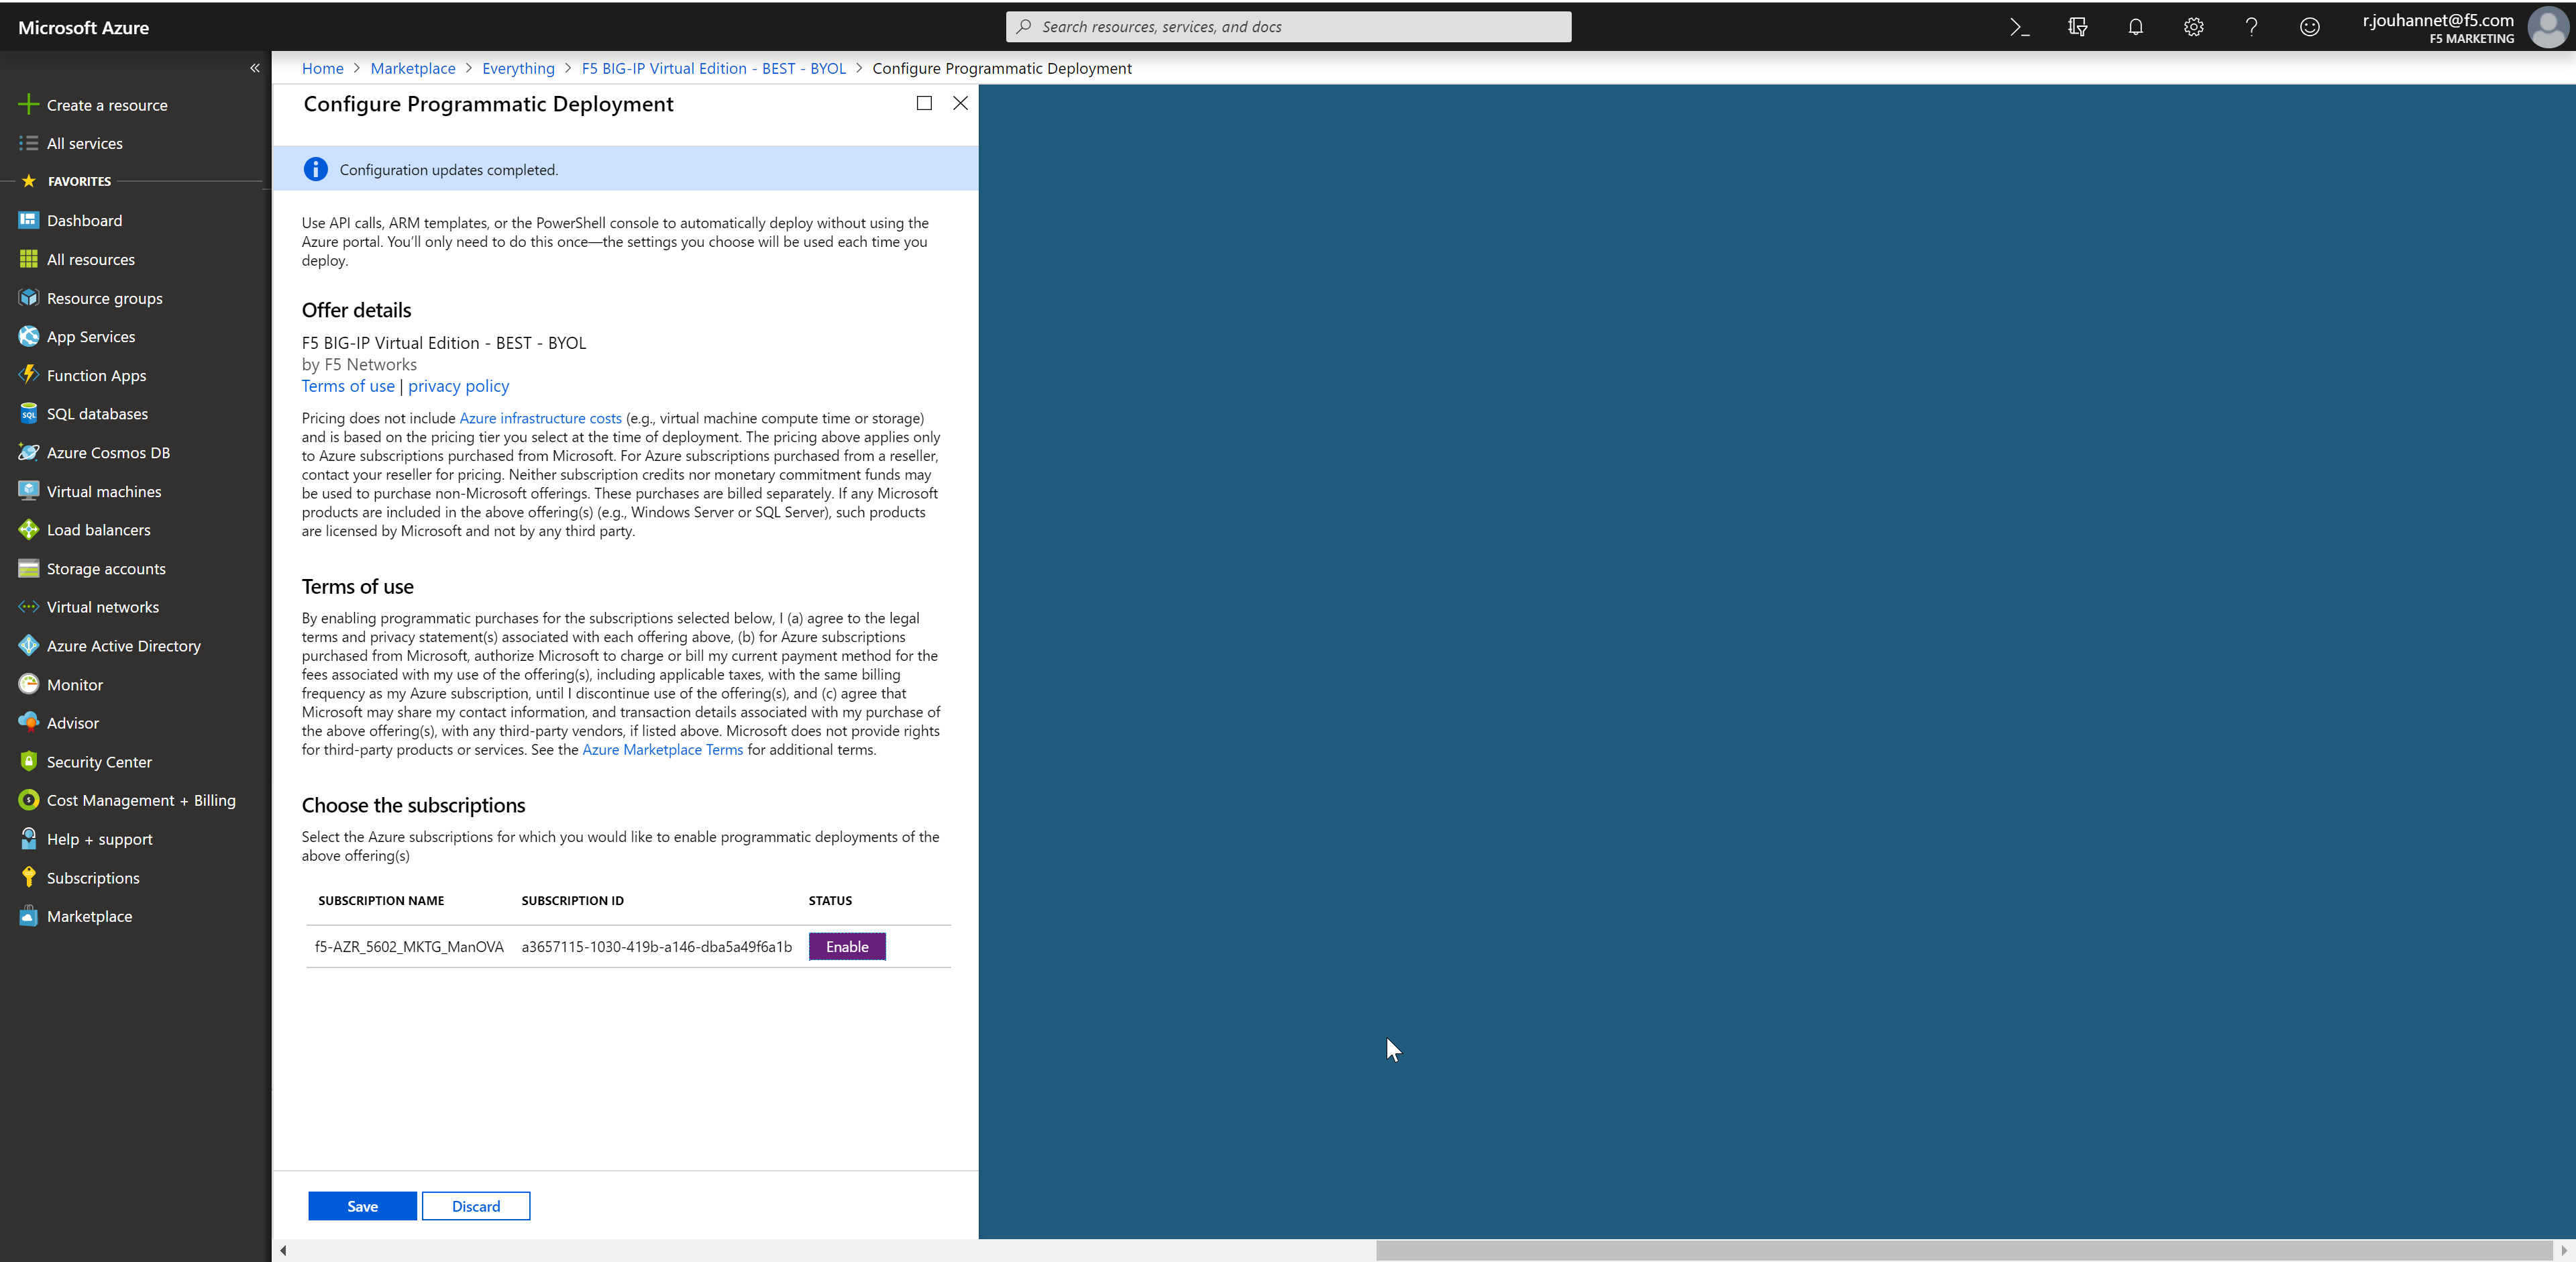 Microsoft Azure
Search resources, services, and docs
r.jouhannet@f5.com
F5 MARKETING
«
Home > Marketplace > Everything > F5 BIG-IP Virtual Edition - BEST - BYOL > Configure Programmatic Deployment
Create a resource
All services
FAVORITES
Dashboard
All resources
Resource groups
App Services
Function Apps
SQL databases
Azure Cosmos DB
Virtual machines
Load balancers
Storage accounts
Virtual networks
Azure Active Directory
Monitor
Advisor
Security Center
Cost Management + Billing
Help + support
Subscriptions
Marketplace
Configure Programmatic Deployment
Configuration updates completed.
Use API calls, ARM templates, or the PowerShell console to automatically deploy without using the
Azure portal. You'll only need to do this once—the settings you choose will be used each time you
deploy.
Offer details
F5 BIG-IP Virtual Edition - BEST - BYOL
by F5 Networks
Terms of use | privacy policy
Pricing does not include Azure infrastructure costs (e.g., virtual machine compute time or storage)
and is based on the pricing tier you select at the time of deployment. The pricing above applies only
to Azure subscriptions purchased from Microsoft. For Azure subscriptions purchased from a reseller,
contact your reseller for pricing. Neither subscription credits nor monetary commitment funds may
be used to purchase non-Microsoft offerings. These purchases are billed separately. If any Microsoft
products are included in the above offering(s) (e.g., Windows Server or SQL Server), such products
are licensed by Microsoft and not by any third party.
Terms of use
By enabling programmatic purchases for the subscriptions selected below, I (a) agree to the legal
terms and privacy statement(s) associated with each offering above, (b) for Azure subscriptions
purchased from Microsoft, authorize Microsoft to charge or bill my current payment method for the
fees associated with my use of the offering(s), including applicable taxes, with the same billing
frequency as my Azure subscription, until I discontinue use of the offering(s), and (c) agree that
Microsoft may share my contact information, and transaction details associated with my purchase of
the above offering(s), with any third-party vendors, if listed above. Microsoft does not provide rights
for third-party products or services. See the Azure Marketplace Terms for additional terms.
Choose the subscriptions
Select the Azure subscriptions for which you would like to enable programmatic deployments of the
above offering(s)
SUBSCRIPTION NAME SUBSCRIPTION ID STATUS
f5-AZR_5602_MKTG_ManOVA a3657115-1030-419b-a146-dba5a49f6a1b Enable
Save Discard